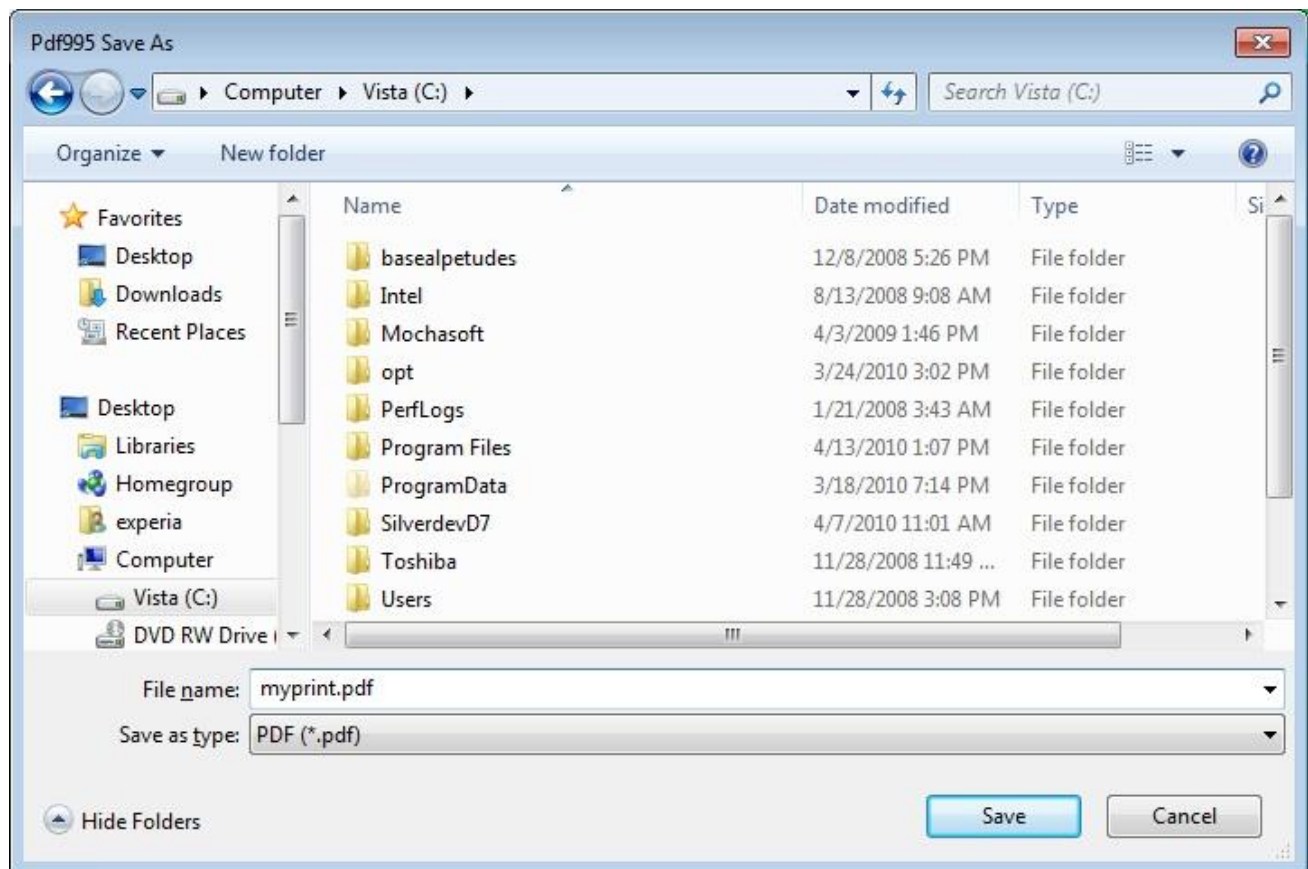 Pdf995 Save As
Computer Vista (C:) Search Vista (C:)
Organize New folder
Favorites
Desktop
Downloads
Recent Places
Desktop
Libraries
Homegroup
experia
Computer
Vista (C:)
DVD RW Drive (
Name Date modified Type Si
basealpetudes 12/8/2008 5:26 PM File folder
Intel 8/13/2008 9:08 AM File folder
Mochasoft 4/3/2009 1:46 PM File folder
opt 3/24/2010 3:02 PM File folder
PerfLogs 1/21/2008 3:43 AM File folder
Program Files 4/13/2010 1:07 PM File folder
ProgramData 3/18/2010 7:14 PM File folder
SilverdevD7 4/7/2010 11:01 AM File folder
Toshiba 11/28/2008 11:49 ... File folder
Users 11/28/2008 3:08 PM File folder
File name: myprint.pdf
Save as type: PDF (*.pdf)
Hide Folders Save Cancel